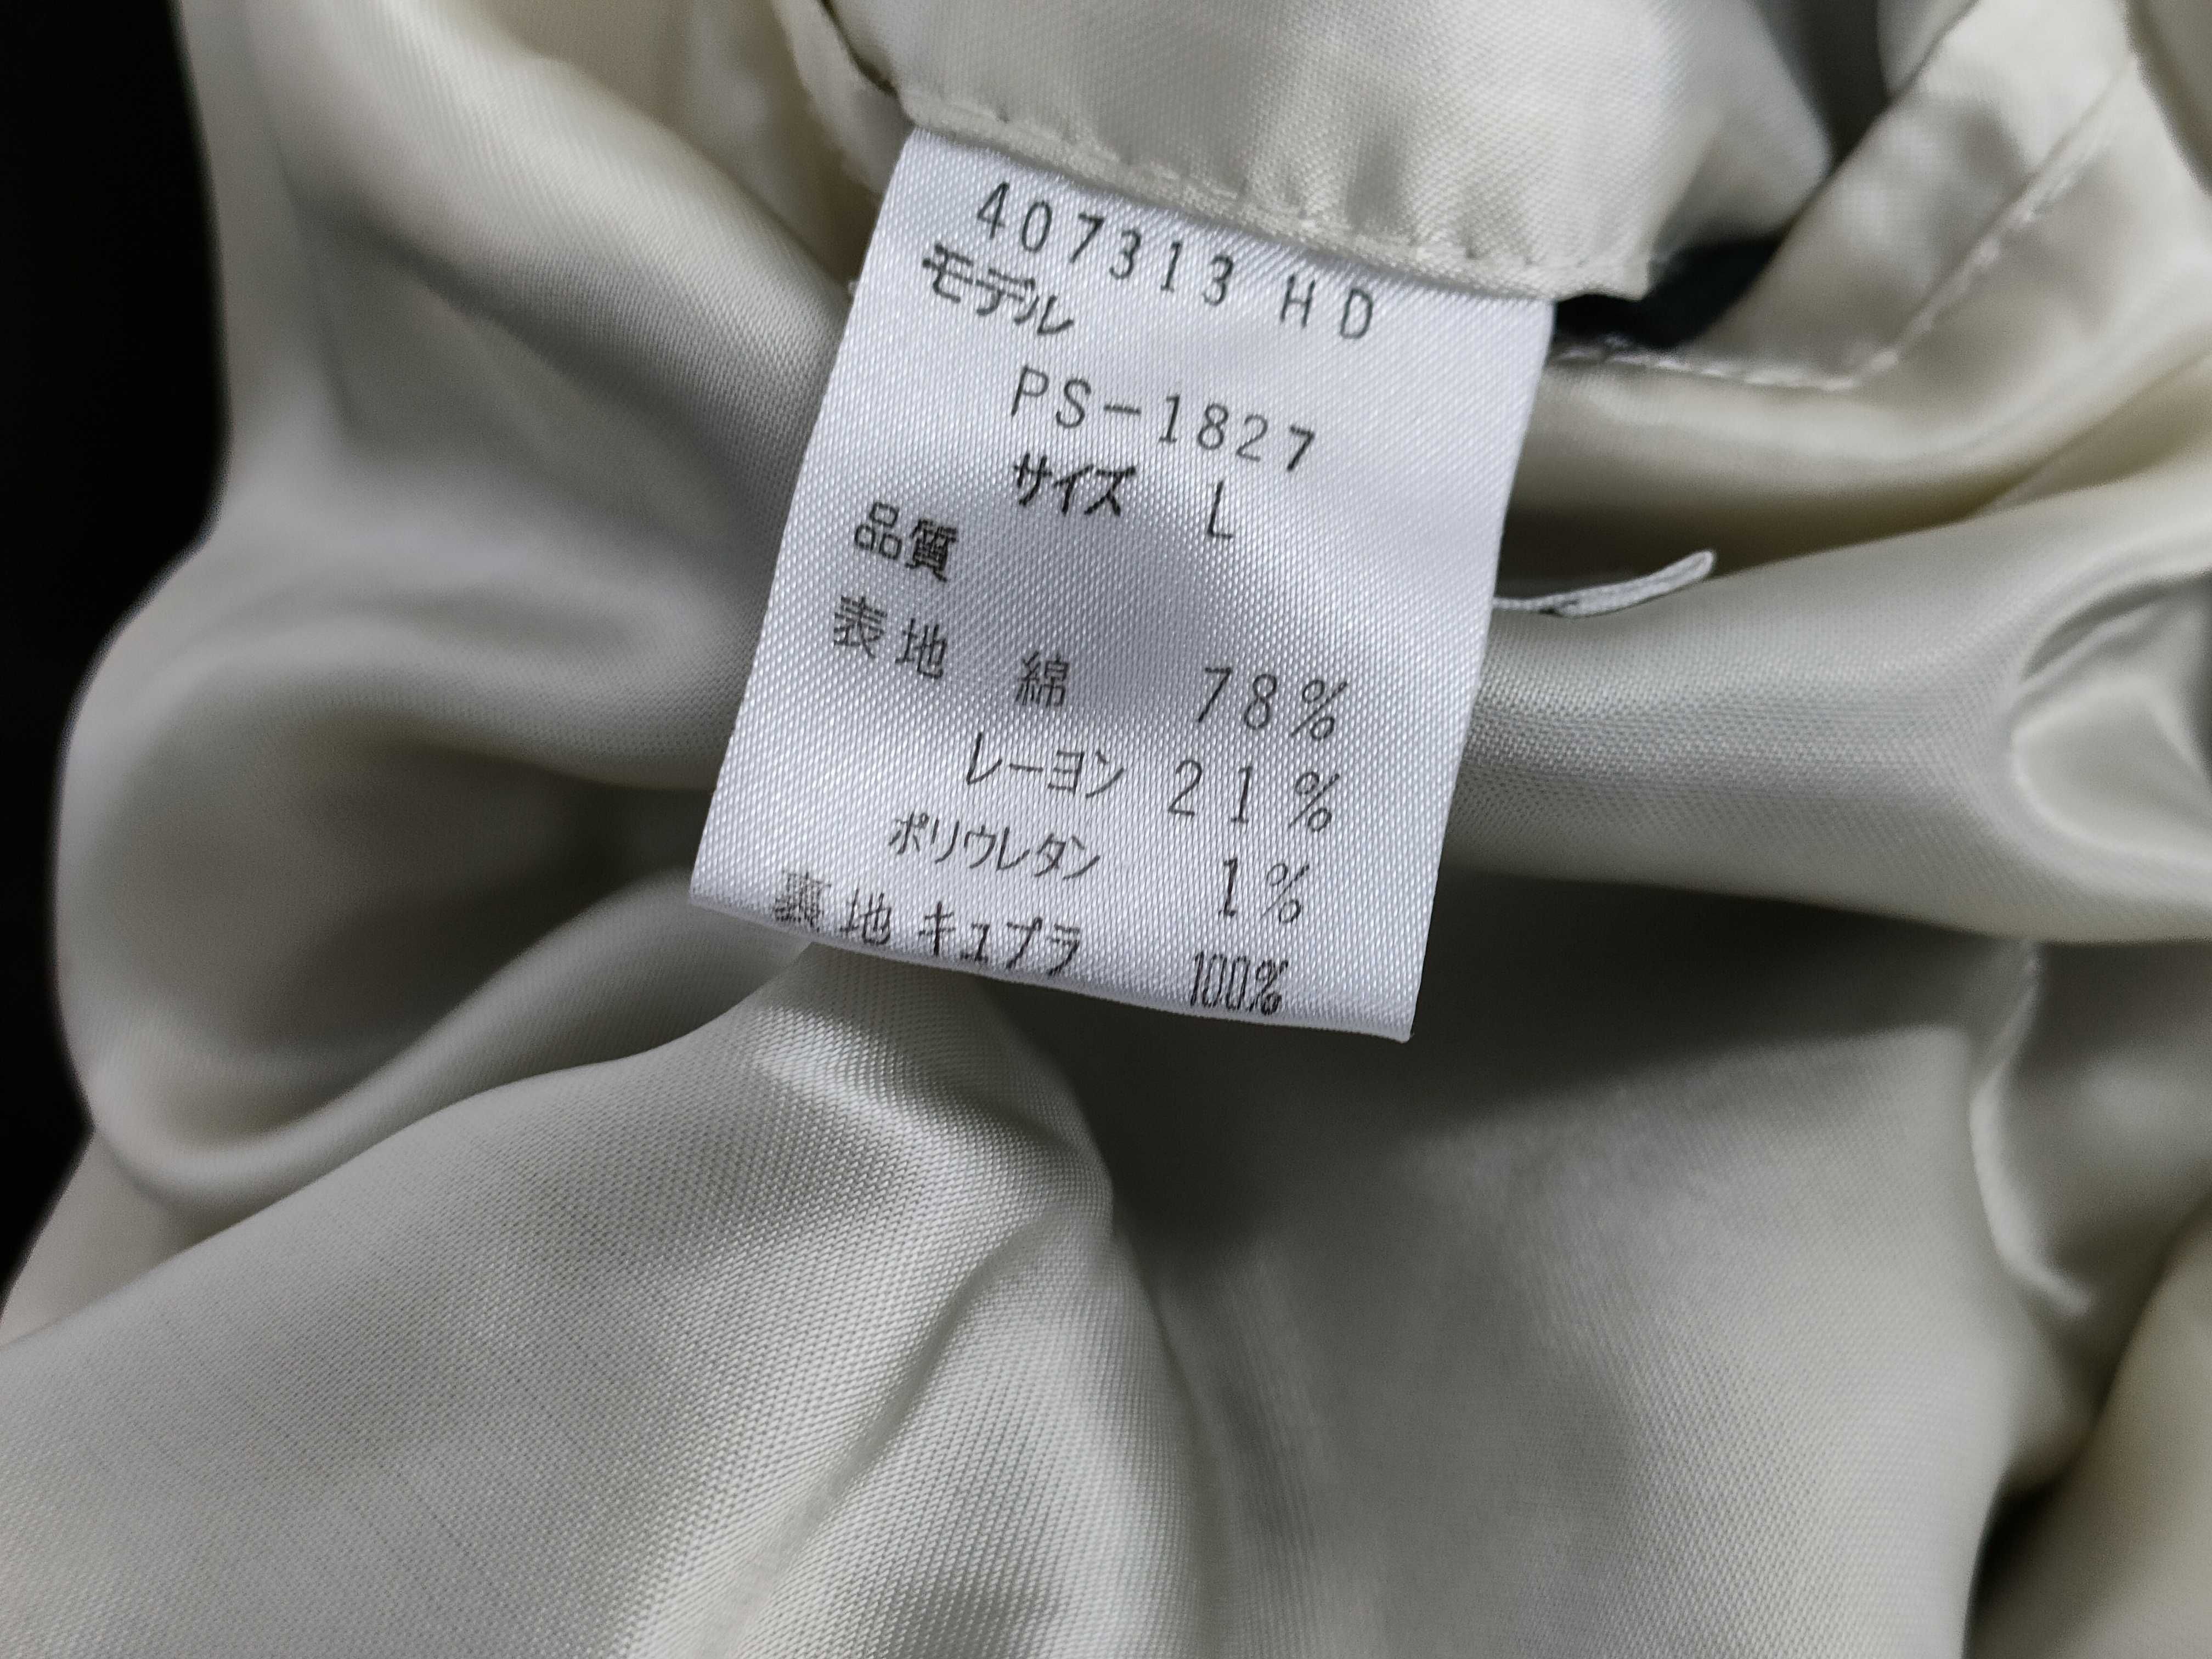 407313 HD
モデル
PS-1827
サイズ L
品質
表地 綿 78%
レーヨン 21%
ポリウレタン 1%
裏地 キュプラ 100%